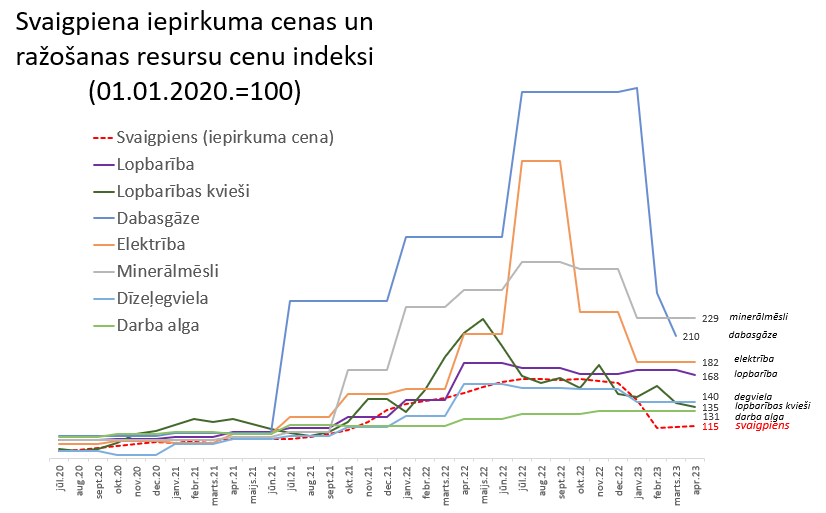 Svaigpiena iepirkuma cenas un
ražošanas resursu cenu indeksi
(01.01.2020.=100)
Svaigpiens (iepirkuma cena)
Lopbarība
Lopbarības kvieši
Dabasgāze
Elektrība
Minerālmēsli
Dīzeļegviela
Darba alga
229 minerālmēsli
210 dabasgāze
182 elektrība
168 lopbarība
140 degviela
135 lopbarības kvieši
131 darba alga
115 svaigpiens
jūl.20
aug.20
sept.20
okt.20
nov.20
dec.20
janv.21
febr.21
marts.21
apr.21
maijs.21
jūn.21
jūl.21
aug.21
sept.21
okt.21
nov.21
dec.21
janv.22
febr.22
marts.22
apr.22
maijs.22
jūn.22
jūl.22
aug.22
sept.22
okt.22
nov.22
dec.22
janv.23
febr.23
marts.23
apr.23